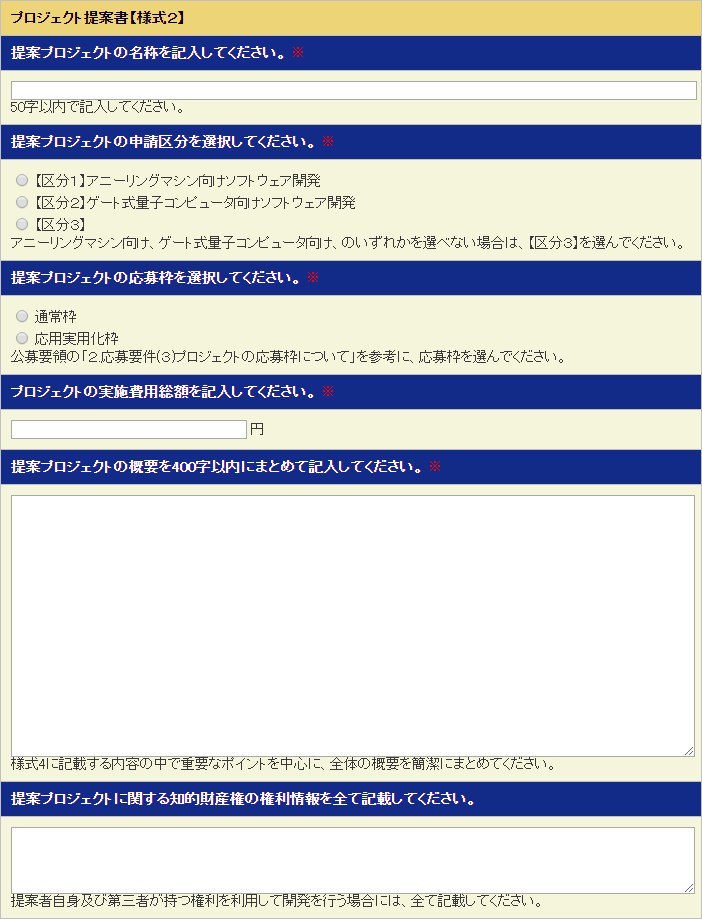 プロジェクト提案書【様式２】
提案プロジェクトの名称を記入してください。 ※
50字以内で記入してください。
提案プロジェクトの申請区分を選択してください。 ※
【区分１】アニーリングマシン向けソフトウェア開発
【区分２】ゲート式量子コンピュータ向けソフトウェア開発
【区分３】
アニーリングマシン向け、ゲート式量子コンピュータ向け、のいずれかを選べない場合は、【区分３】を選んでください。
提案プロジェクトの応募枠を選択してください。 ※
通常枠
応用実用化枠
公募要領の「２.応募要件(３)プロジェクトの応募枠について」を参考に、応募枠を選んでください。
プロジェクトの実施費用総額を記入してください。 ※
円
提案プロジェクトの概要を400字以内にまとめて記入してください。 ※
様式4に記載する内容の中で重要なポイントを中心に、全体の概要を簡潔にまとめてください。
提案プロジェクトに関する知的財産権の権利情報を全て記載してください。
提案者自身及び第三者が持つ権利を利用して開発を行う場合には、全て記載してください。